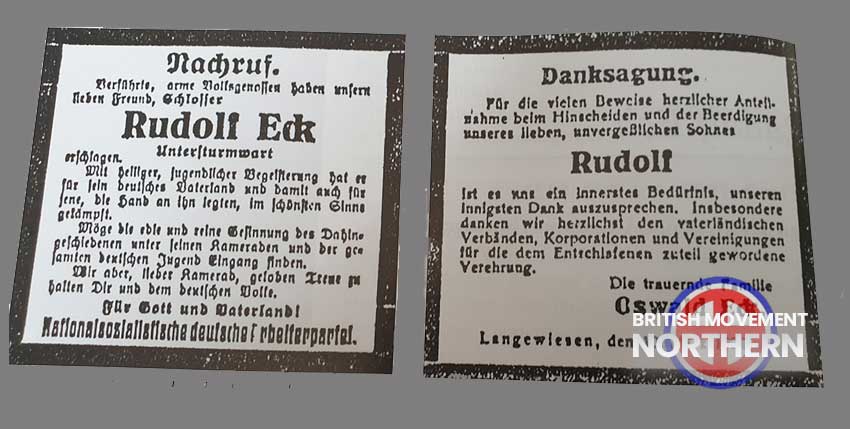 Nachruf.
Verführte, arme Volksgenossen haben unsern
lieben Freund, Schlosser
Rudolf Eck
Untersturmwart
erschlagen.
Mit heiliger, jugendlicher Begeisterung hat er
für sein deutsches Vaterland und damit auch für
jene, die Hand an ihn legten, im schönsten Sinne
gekämpft.
Möge die edle und reine Gesinnung des Dahin-
geschiedenen unter seinen Kameraden und der ge-
samten deutschen Jugend Eingang finden.
Wir aber, lieber Kamerad, geloben Treue zu
halten Dir und dem deutschen Volke.
Für Gott und Vaterland!
Nationalsozialistische deutsche Arbeiterpartei.
Danksagung.
Für die vielen Beweise herzlicher Anteil-
nahme beim Hinscheiden und der Beerdigung
unseres lieben, unvergeßlichen Sohnes
Rudolf
ist es uns ein innerstes Bedürfnis, unseren
innigsten Dank auszusprechen. Insbesondere
danken wir herzlichst den vaterländischen
Verbänden, Korporationen und Vereinigungen
für die dem Entschlafenen zuteil gewordene
Verehrung.
Die trauernde Familie
Oswald Eck
Langewiesen, den
BRITISH MOVEMENT
NORTHERN